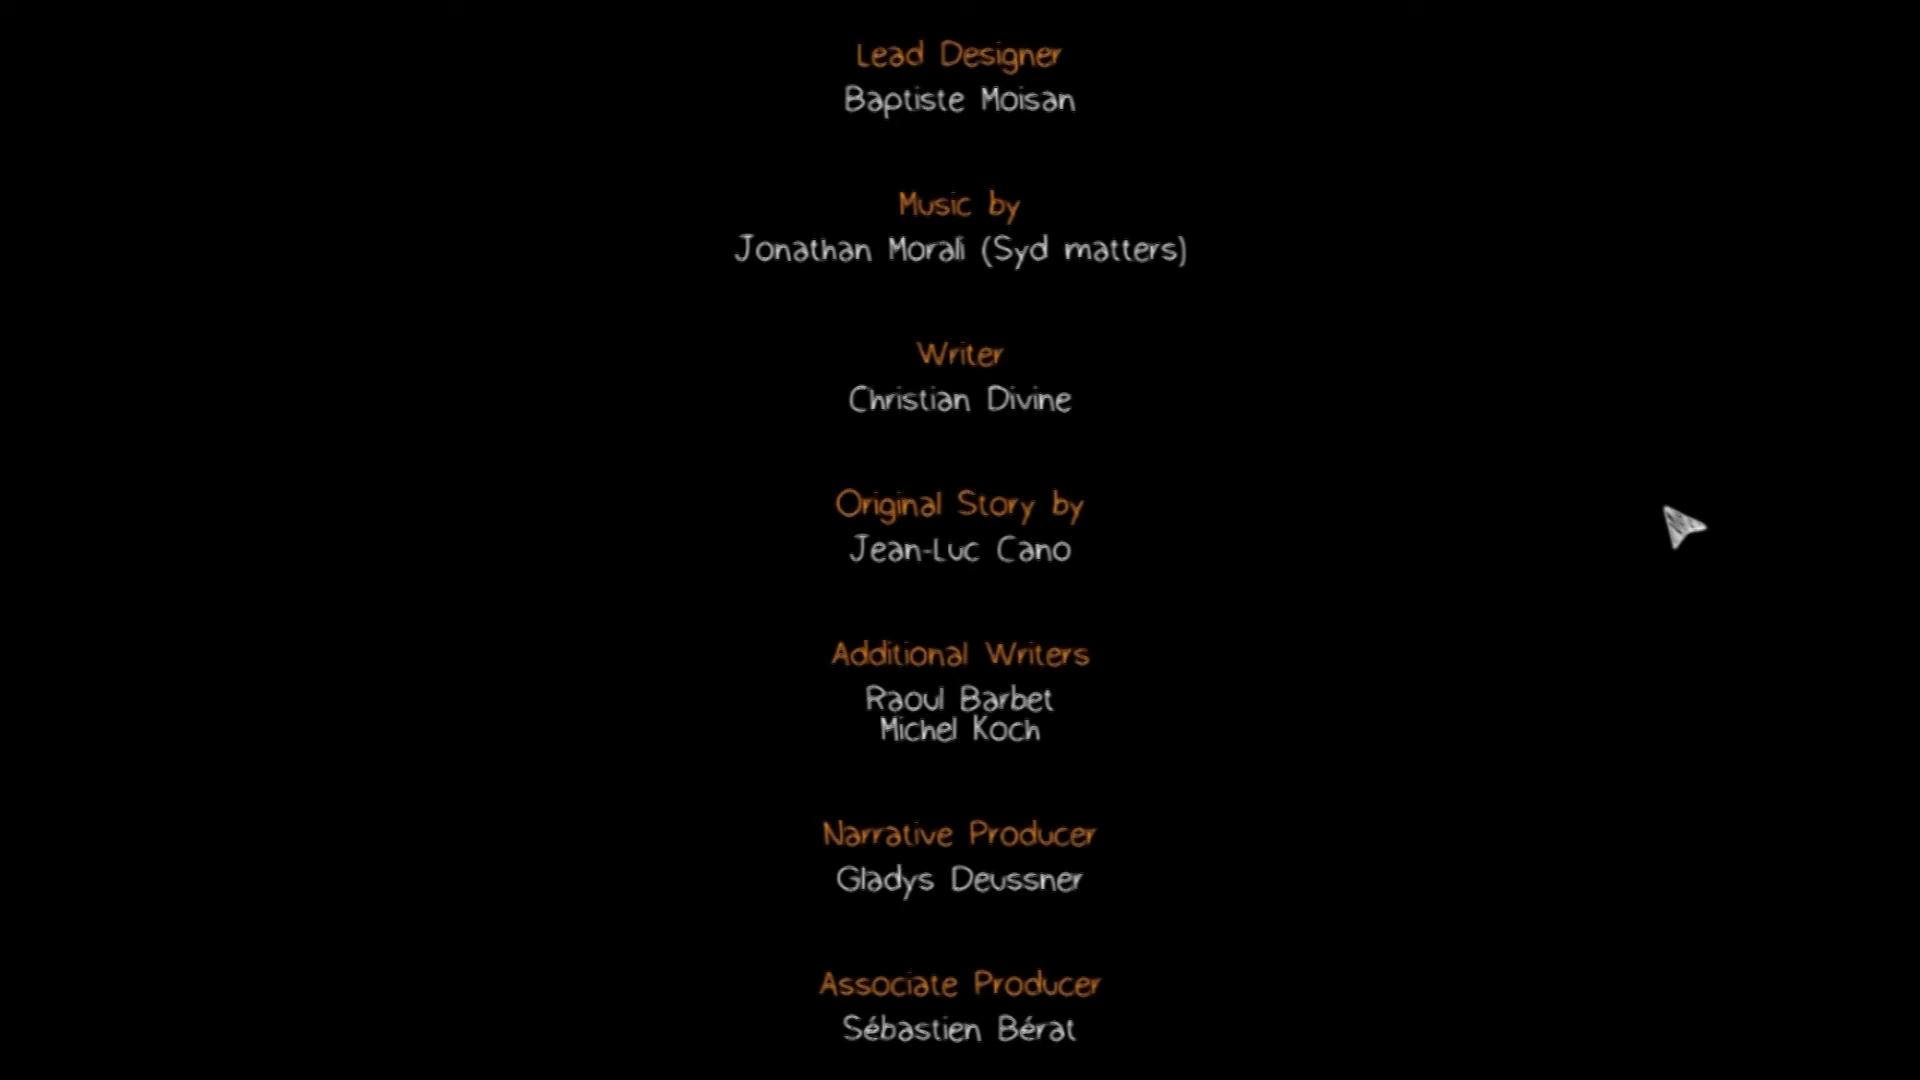 Lead Designer
Baptiste Moisan
Music by
Jonathan Morali (Syd matters)
Writer
Christian Divine
Original Story by
Jean-Luc Cano
Additional Writers
Raoul Barbet
Michel Koch
Narrative Producer
Gladys Deussner
Associate Producer
Sébastien Bérat